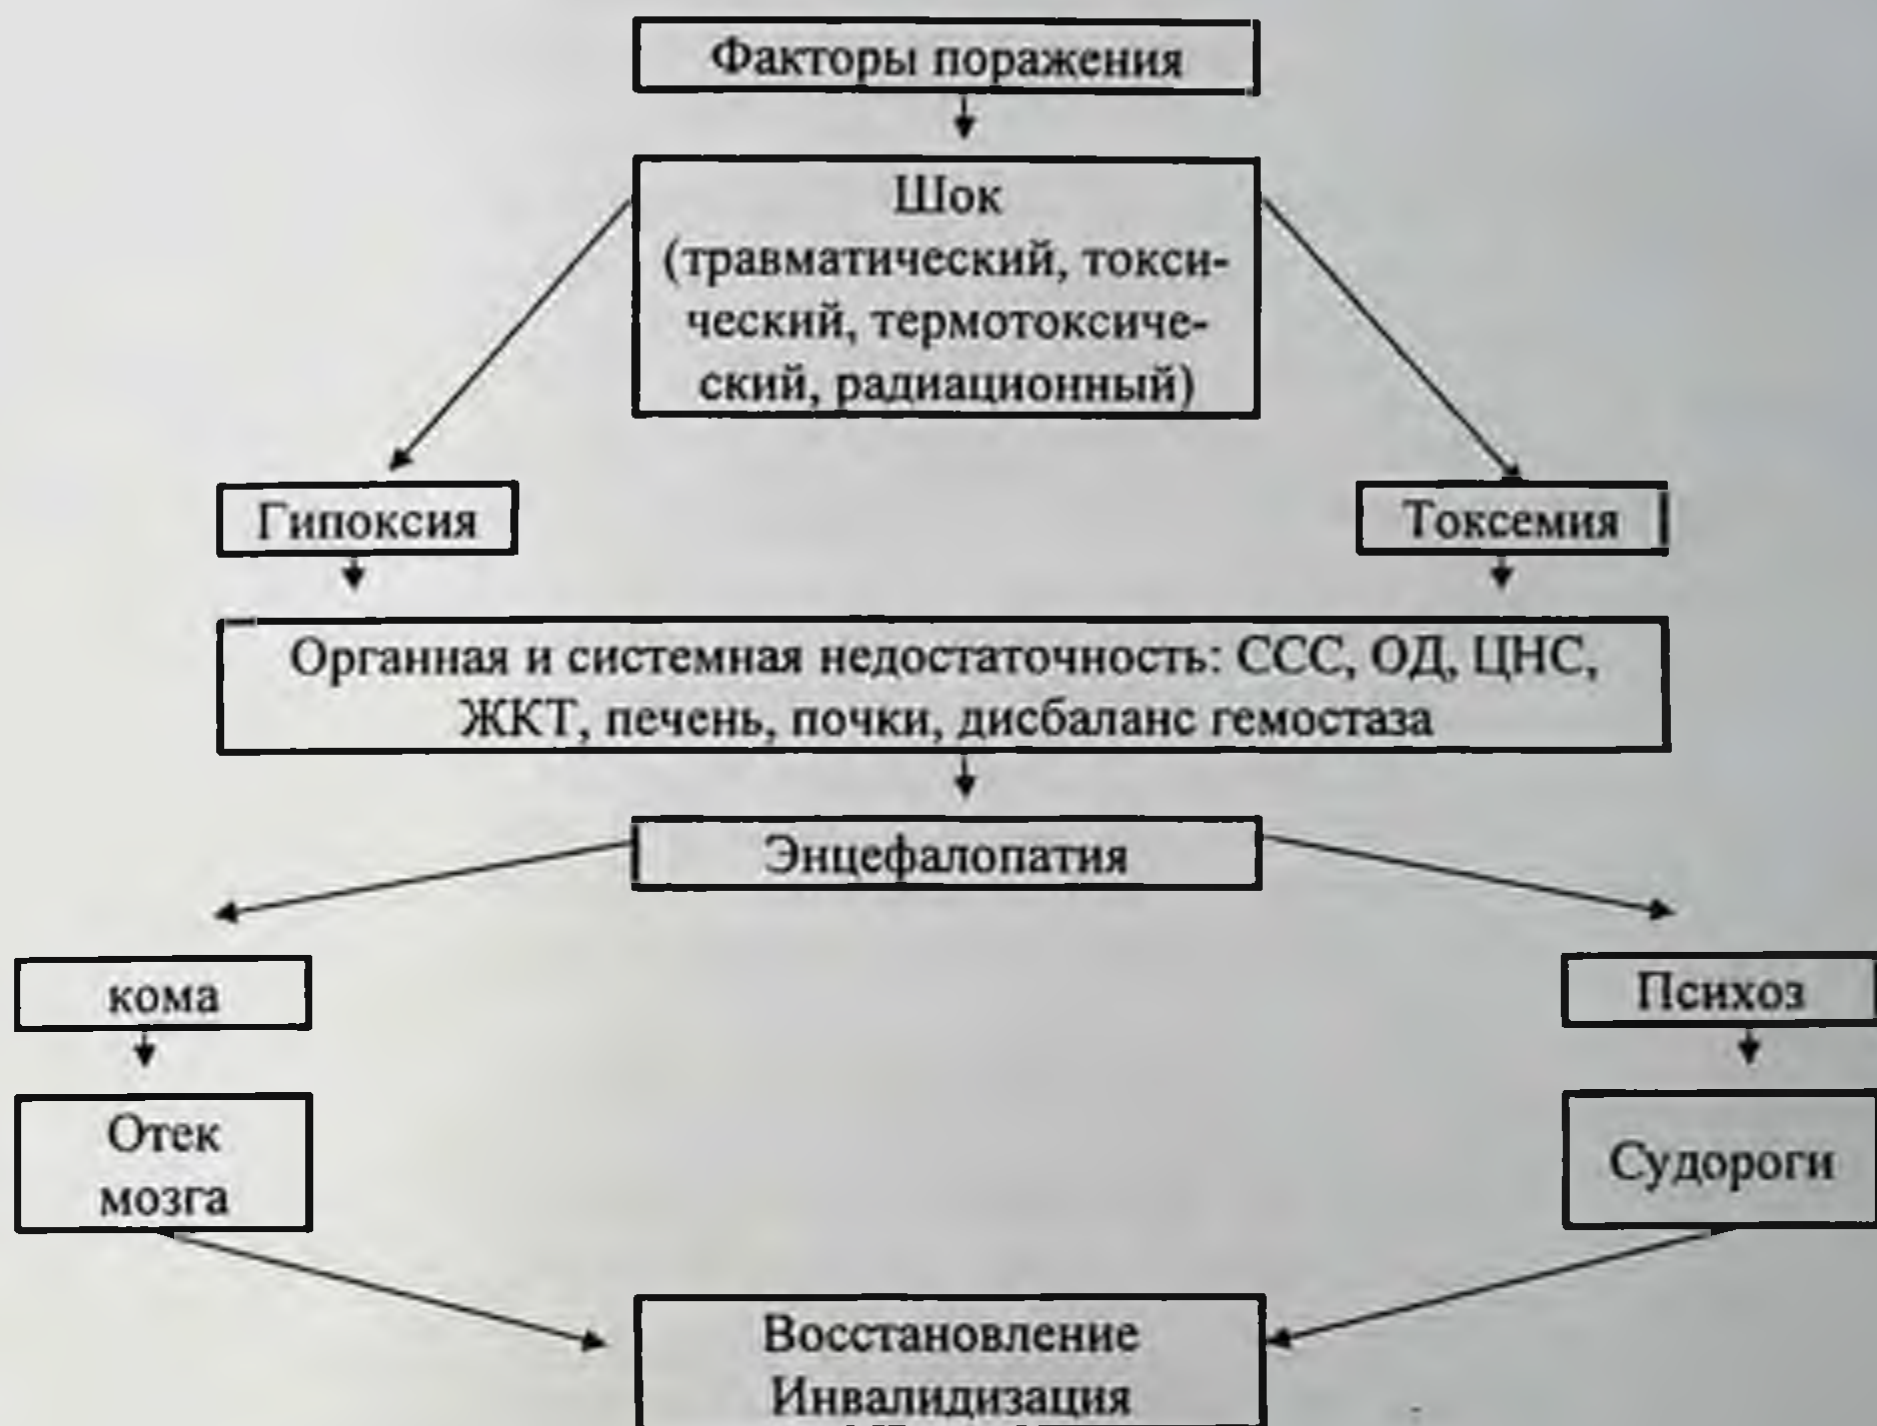 Факторы поражения
Шок
(травматический, токси-
ческий, термотоксиче-
ский, радиационный)
Гипоксия
Токсемия
Органная и системная недостаточность: ССС, ОД, ЦНС,
ЖКТ, печень, почки, дисбаланс гемостаза
Энцефалопатия
кома
Психоз
Отек
мозга
Судороги
Восстановление
Инвалидизация